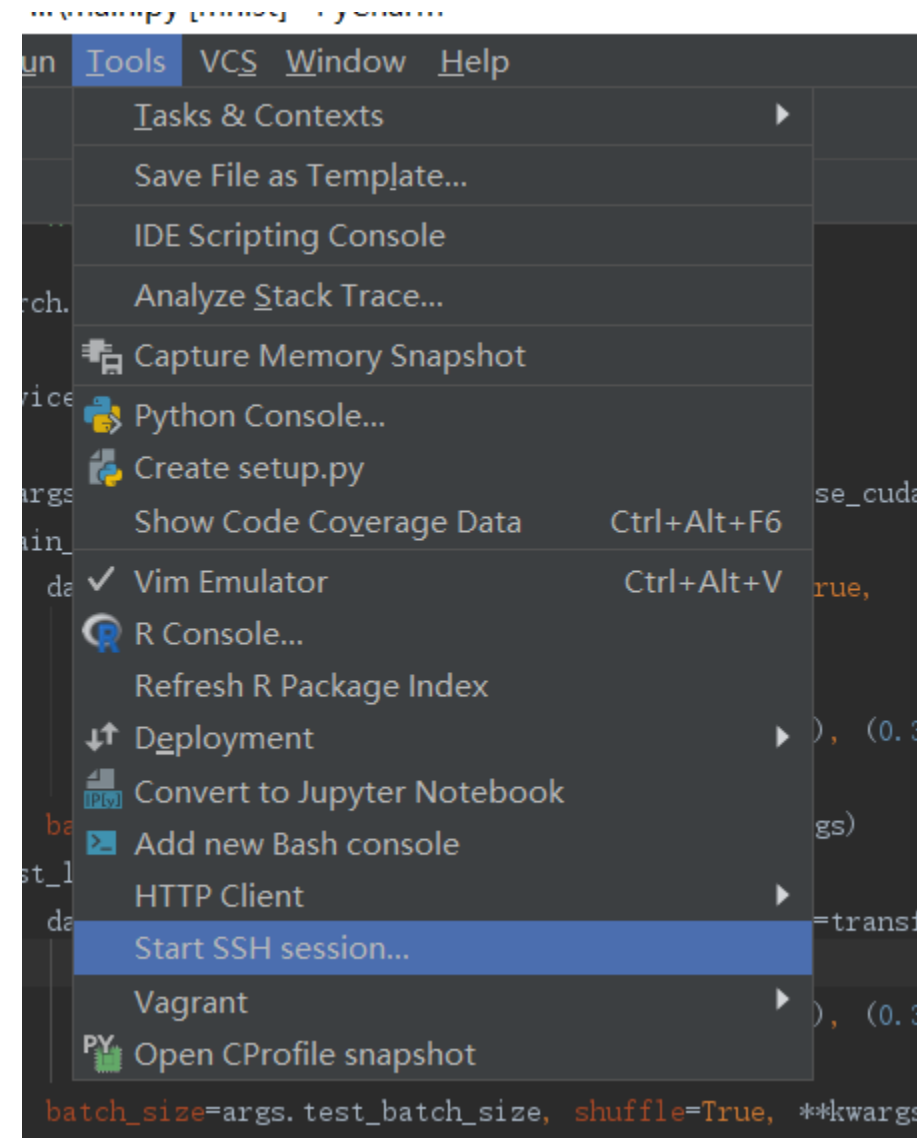 un Tools VCS Window Help
Tasks & Contexts
Save File as Template...
IDE Scripting Console
rch. Analyze Stack Trace...
Capture Memory Snapshot
vice
Python Console...
Create setup.py
args se_cuda
Show Code Coverage Data Ctrl+Alt+F6
ain_
da Vim Emulator Ctrl+Alt+V rue,
R Console...
Refresh R Package Index
Deployment ), (0.3
IP[y] Convert to Jupyter Notebook
ba gs)
Add new Bash console
st_l
HTTP Client
da =transf
Start SSH session...
Vagrant ), (0.3
PY Open CProfile snapshot
batch_size=args.test_batch_size, shuffle=True, **kwargs